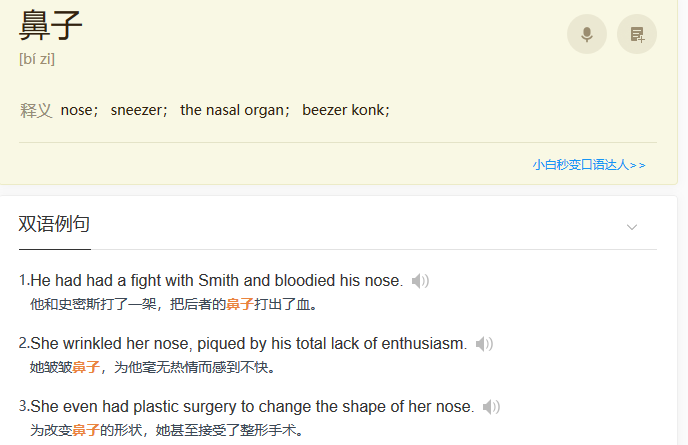 鼻子
[bí zi]
释义 nose； sneezer； the nasal organ； beezer konk；
小白秒变口语达人>>
双语例句
1.He had had a fight with Smith and bloodied his nose.
他和史密斯打了一架，把后者的鼻子打出了血。
2.She wrinkled her nose, piqued by his total lack of enthusiasm.
她皱皱鼻子，为他毫无热情而感到不快。
3.She even had plastic surgery to change the shape of her nose.
为改变鼻子的形状，她甚至接受了整形手术。